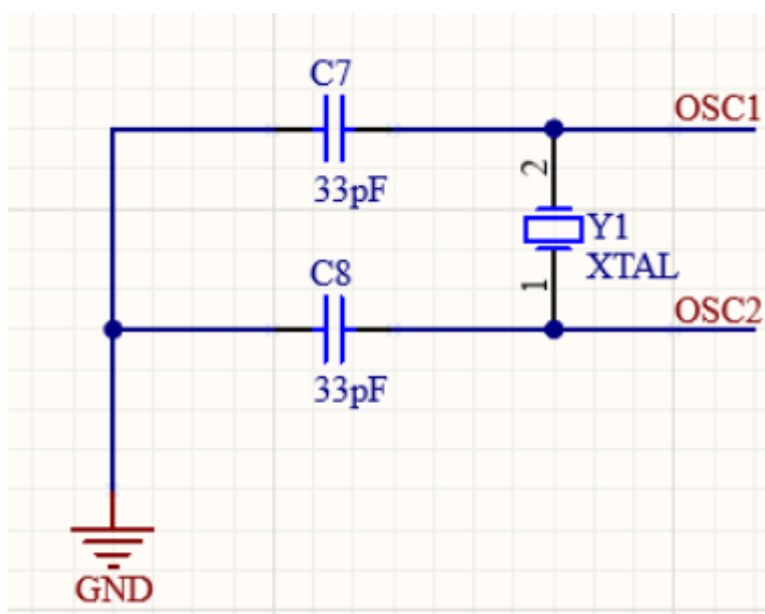 C7
OSC1
33pF
2
Y1
XTAL
C8
1
OSC2
33pF
GND